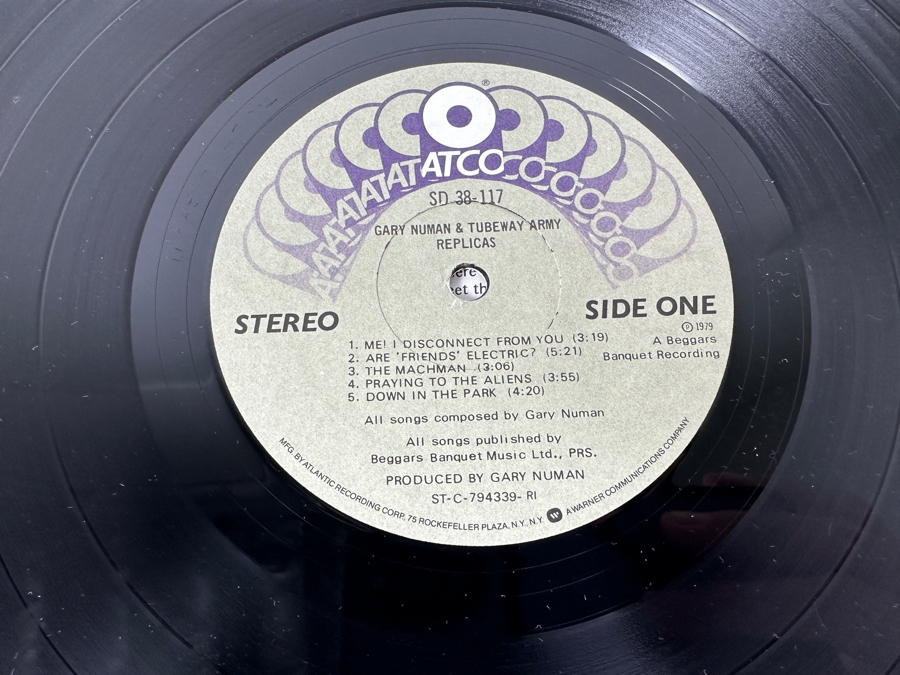 ®
ATATATATATATCOCOCOCOCOCO
SD 38-117
GARY NUMAN & TUBEWAY ARMY
REPLICAS
ere
eet th
STEREO
SIDE ONE
℗ 1979
A Beggars
Banquet Recording
1. ME! I DISCONNECT FROM YOU (3:19)
2. ARE 'FRIENDS' ELECTRIC? (5:21)
3. THE MACHMAN (3:06)
4. PRAYING TO THE ALIENS (3:55)
5. DOWN IN THE PARK (4:20)
All songs composed by Gary Numan
All songs published by
Beggars Banquet Music Ltd., PRS.
PRODUCED BY GARY NUMAN
ST-C-794339- RI
MFG. BY ATLANTIC RECORDING CORP., 75 ROCKEFELLER PLAZA, N.Y., N.Y. A WARNER COMMUNICATIONS COMPANY